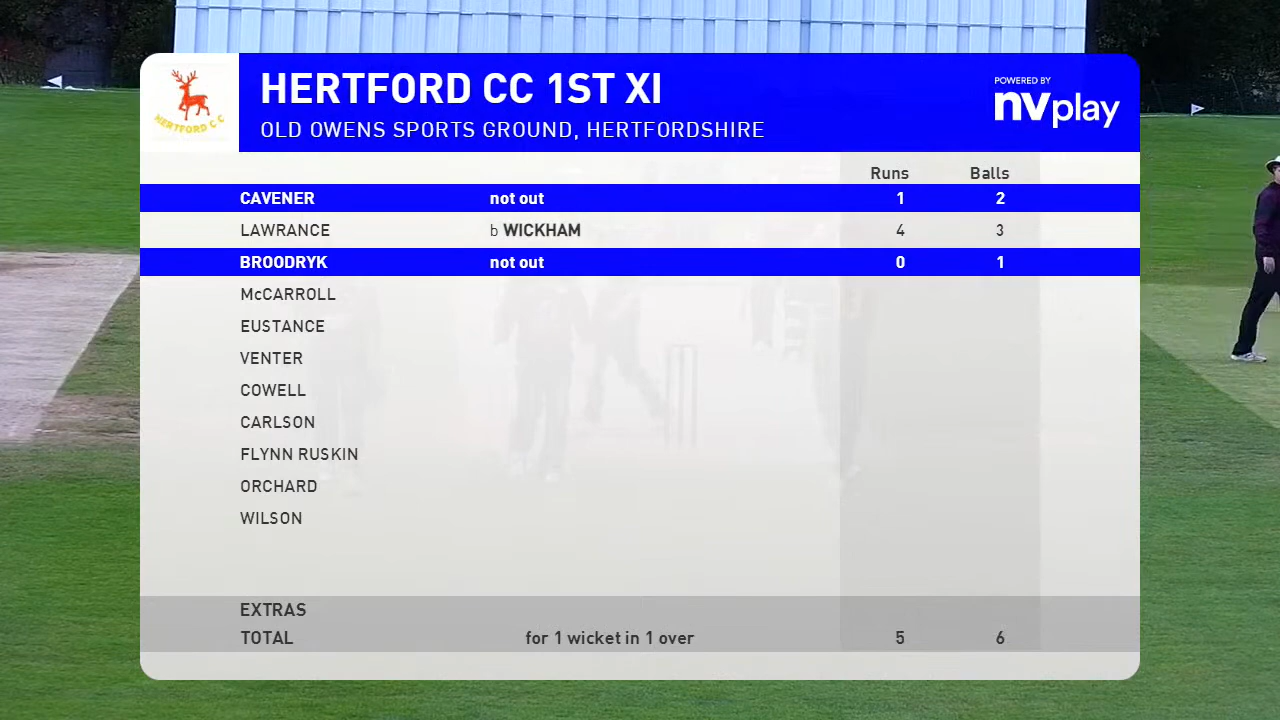 HERTFORD CC 1ST XI
OLD OWENS SPORTS GROUND, HERTFORDSHIRE
HERTFORD C C
POWERED BY
nvplay
Runs Balls
CAVENER not out 1 2
LAWRANCE b WICKHAM 4 3
BROODRYK not out 0 1
McCARROLL
EUSTANCE
VENTER
COWELL
CARLSON
FLYNN RUSKIN
ORCHARD
WILSON
EXTRAS
TOTAL for 1 wicket in 1 over 5 6